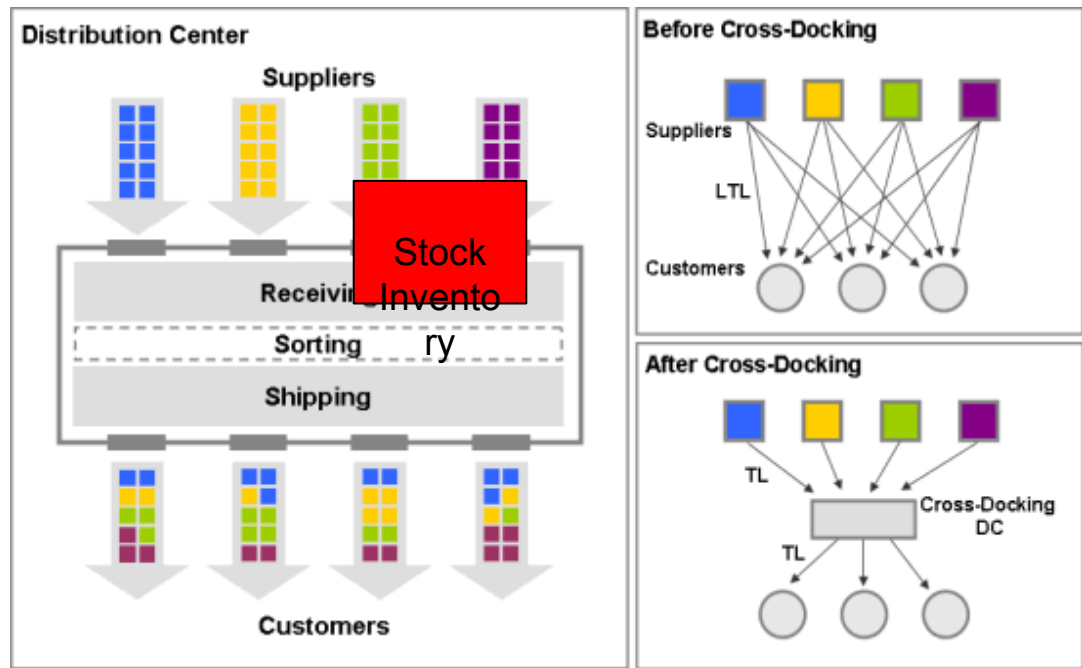 Distribution Center
Suppliers
Stock
Invento
ry
Receiving
Sorting
Shipping
Customers
Before Cross-Docking
Suppliers
LTL
Customers
After Cross-Docking
TL
Cross-Docking
DC
TL